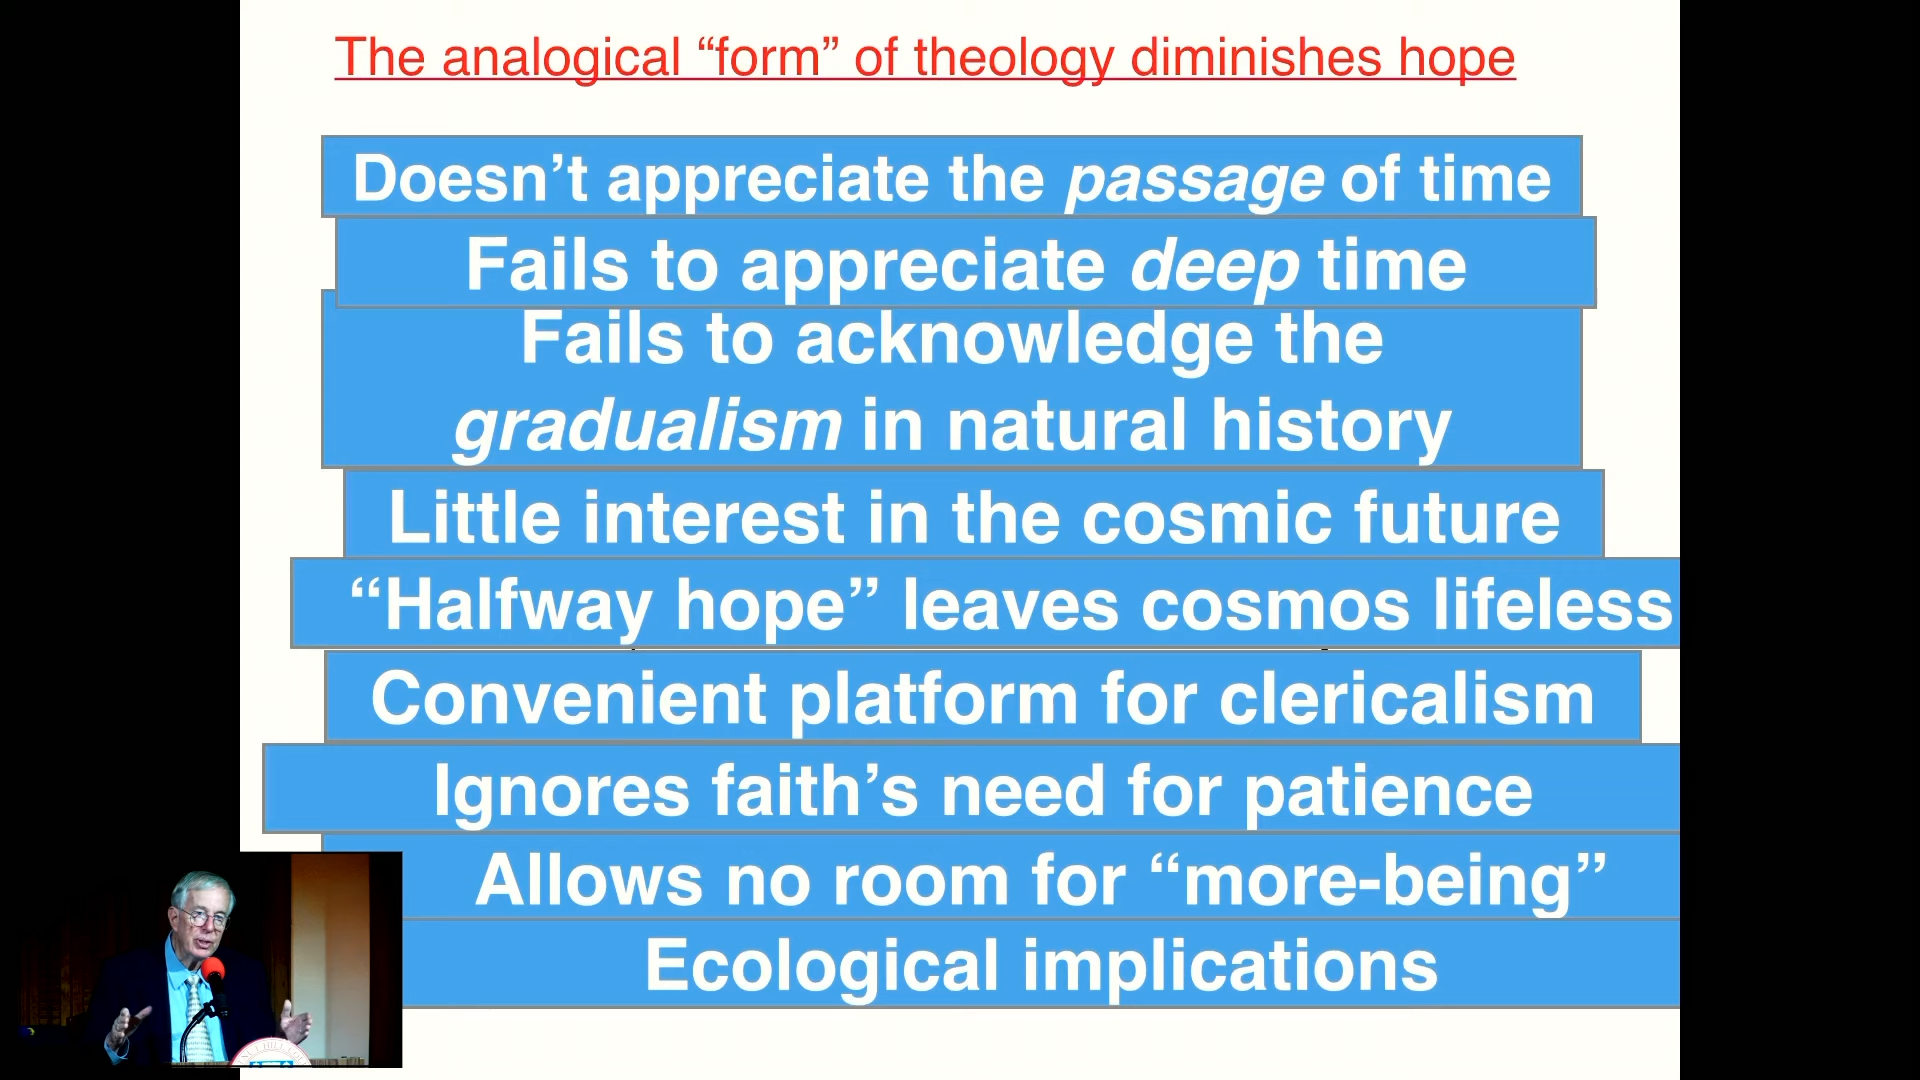 The analogical “form” of theology diminishes hope
Doesn’t appreciate the passage of time
Fails to appreciate deep time
Fails to acknowledge the
gradualism in natural history
Little interest in the cosmic future
“Halfway hope” leaves cosmos lifeless
Convenient platform for clericalism
Ignores faith’s need for patience
Allows no room for “more-being”
Ecological implications